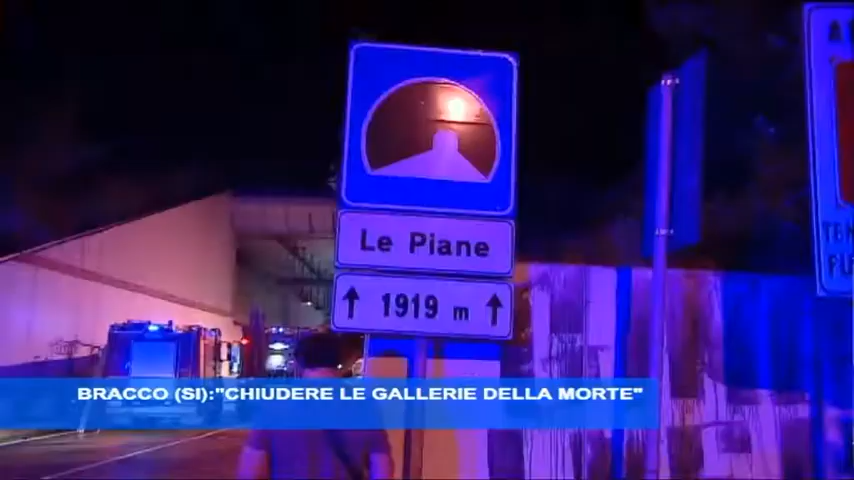 Le Piane
1919 m
BRACCO (SI):"CHIUDERE LE GALLERIE DELLA MORTE"